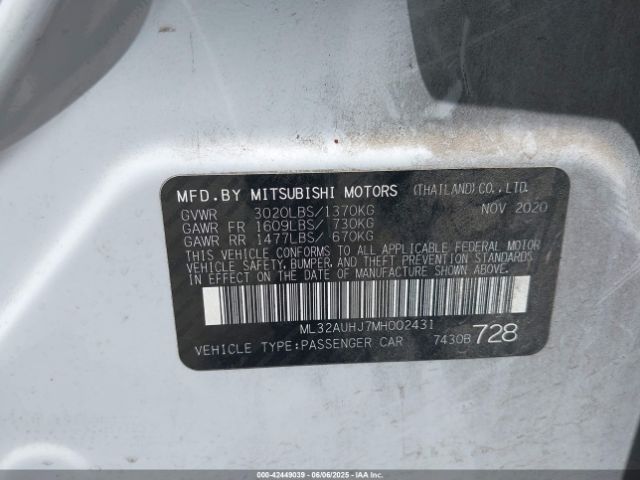 MFD. BY MITSUBISHI MOTORS (THAILAND) CO., LTD.
GVWR 3020LBS/1370KG NOV 2020
GAWR FR 1609LBS/ 730KG
GAWR RR 1477LBS/ 670KG
THIS VEHICLE CONFORMS TO ALL APPLICABLE FEDERAL MOTOR
VEHICLE SAFETY, BUMPER, AND THEFT PREVENTION STANDARDS
IN EFFECT ON THE DATE OF MANUFACTURE SHOWN ABOVE.
ML32AUHJ7MH002431
VEHICLE TYPE:PASSENGER CAR 7430B 728
000-42449039 - 06/06/2025 - IAAI.COM